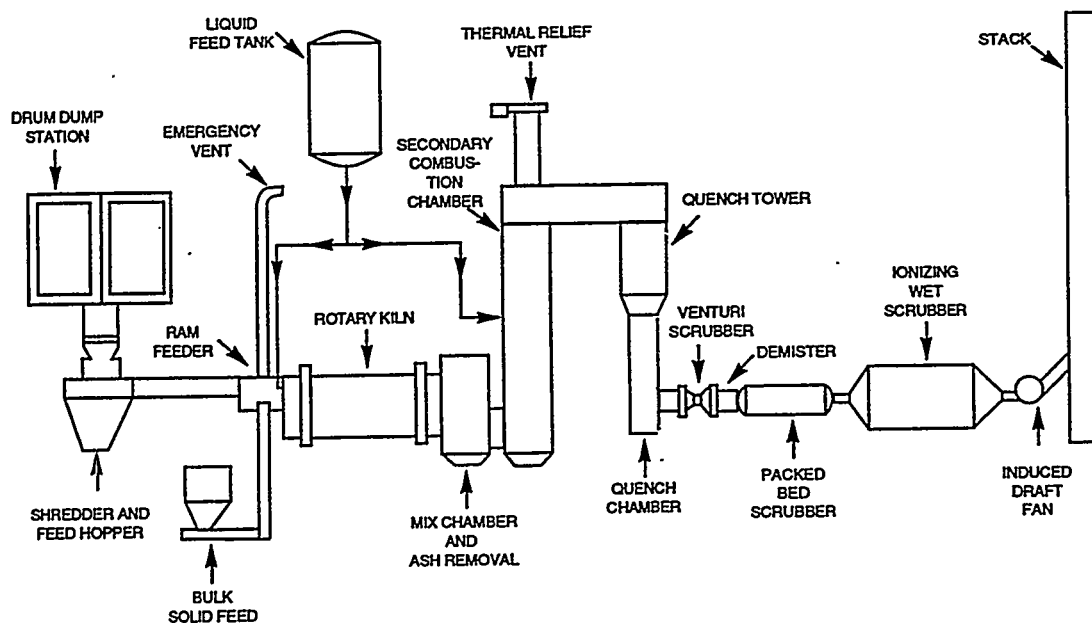 LIQUID
FEED TANK
THERMAL RELIEF
VENT
STACK
DRUM DUMP
STATION
EMERGENCY
VENT
SECONDARY
COMBUS-
TION
CHAMBER
QUENCH TOWER
IONIZING
WET
SCRUBBER
RAM
FEEDER
ROTARY KILN
VENTURI
SCRUBBER
DEMISTER
SHREDDER AND
FEED HOPPER
MIX CHAMBER
AND
ASH REMOVAL
QUENCH
CHAMBER
PACKED
BED
SCRUBBER
INDUCED
DRAFT
FAN
BULK
SOLID FEED